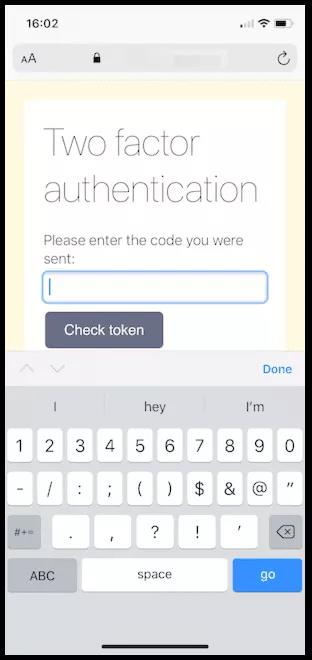 16:02
AA
Two factor
authentication
Please enter the code you were
sent:
Check token
Done
I hey I'm
1 2 3 4 5 6 7 8 9 0
- / : ; ( ) $ & @ "
#+= . , ? ! '
ABC space go